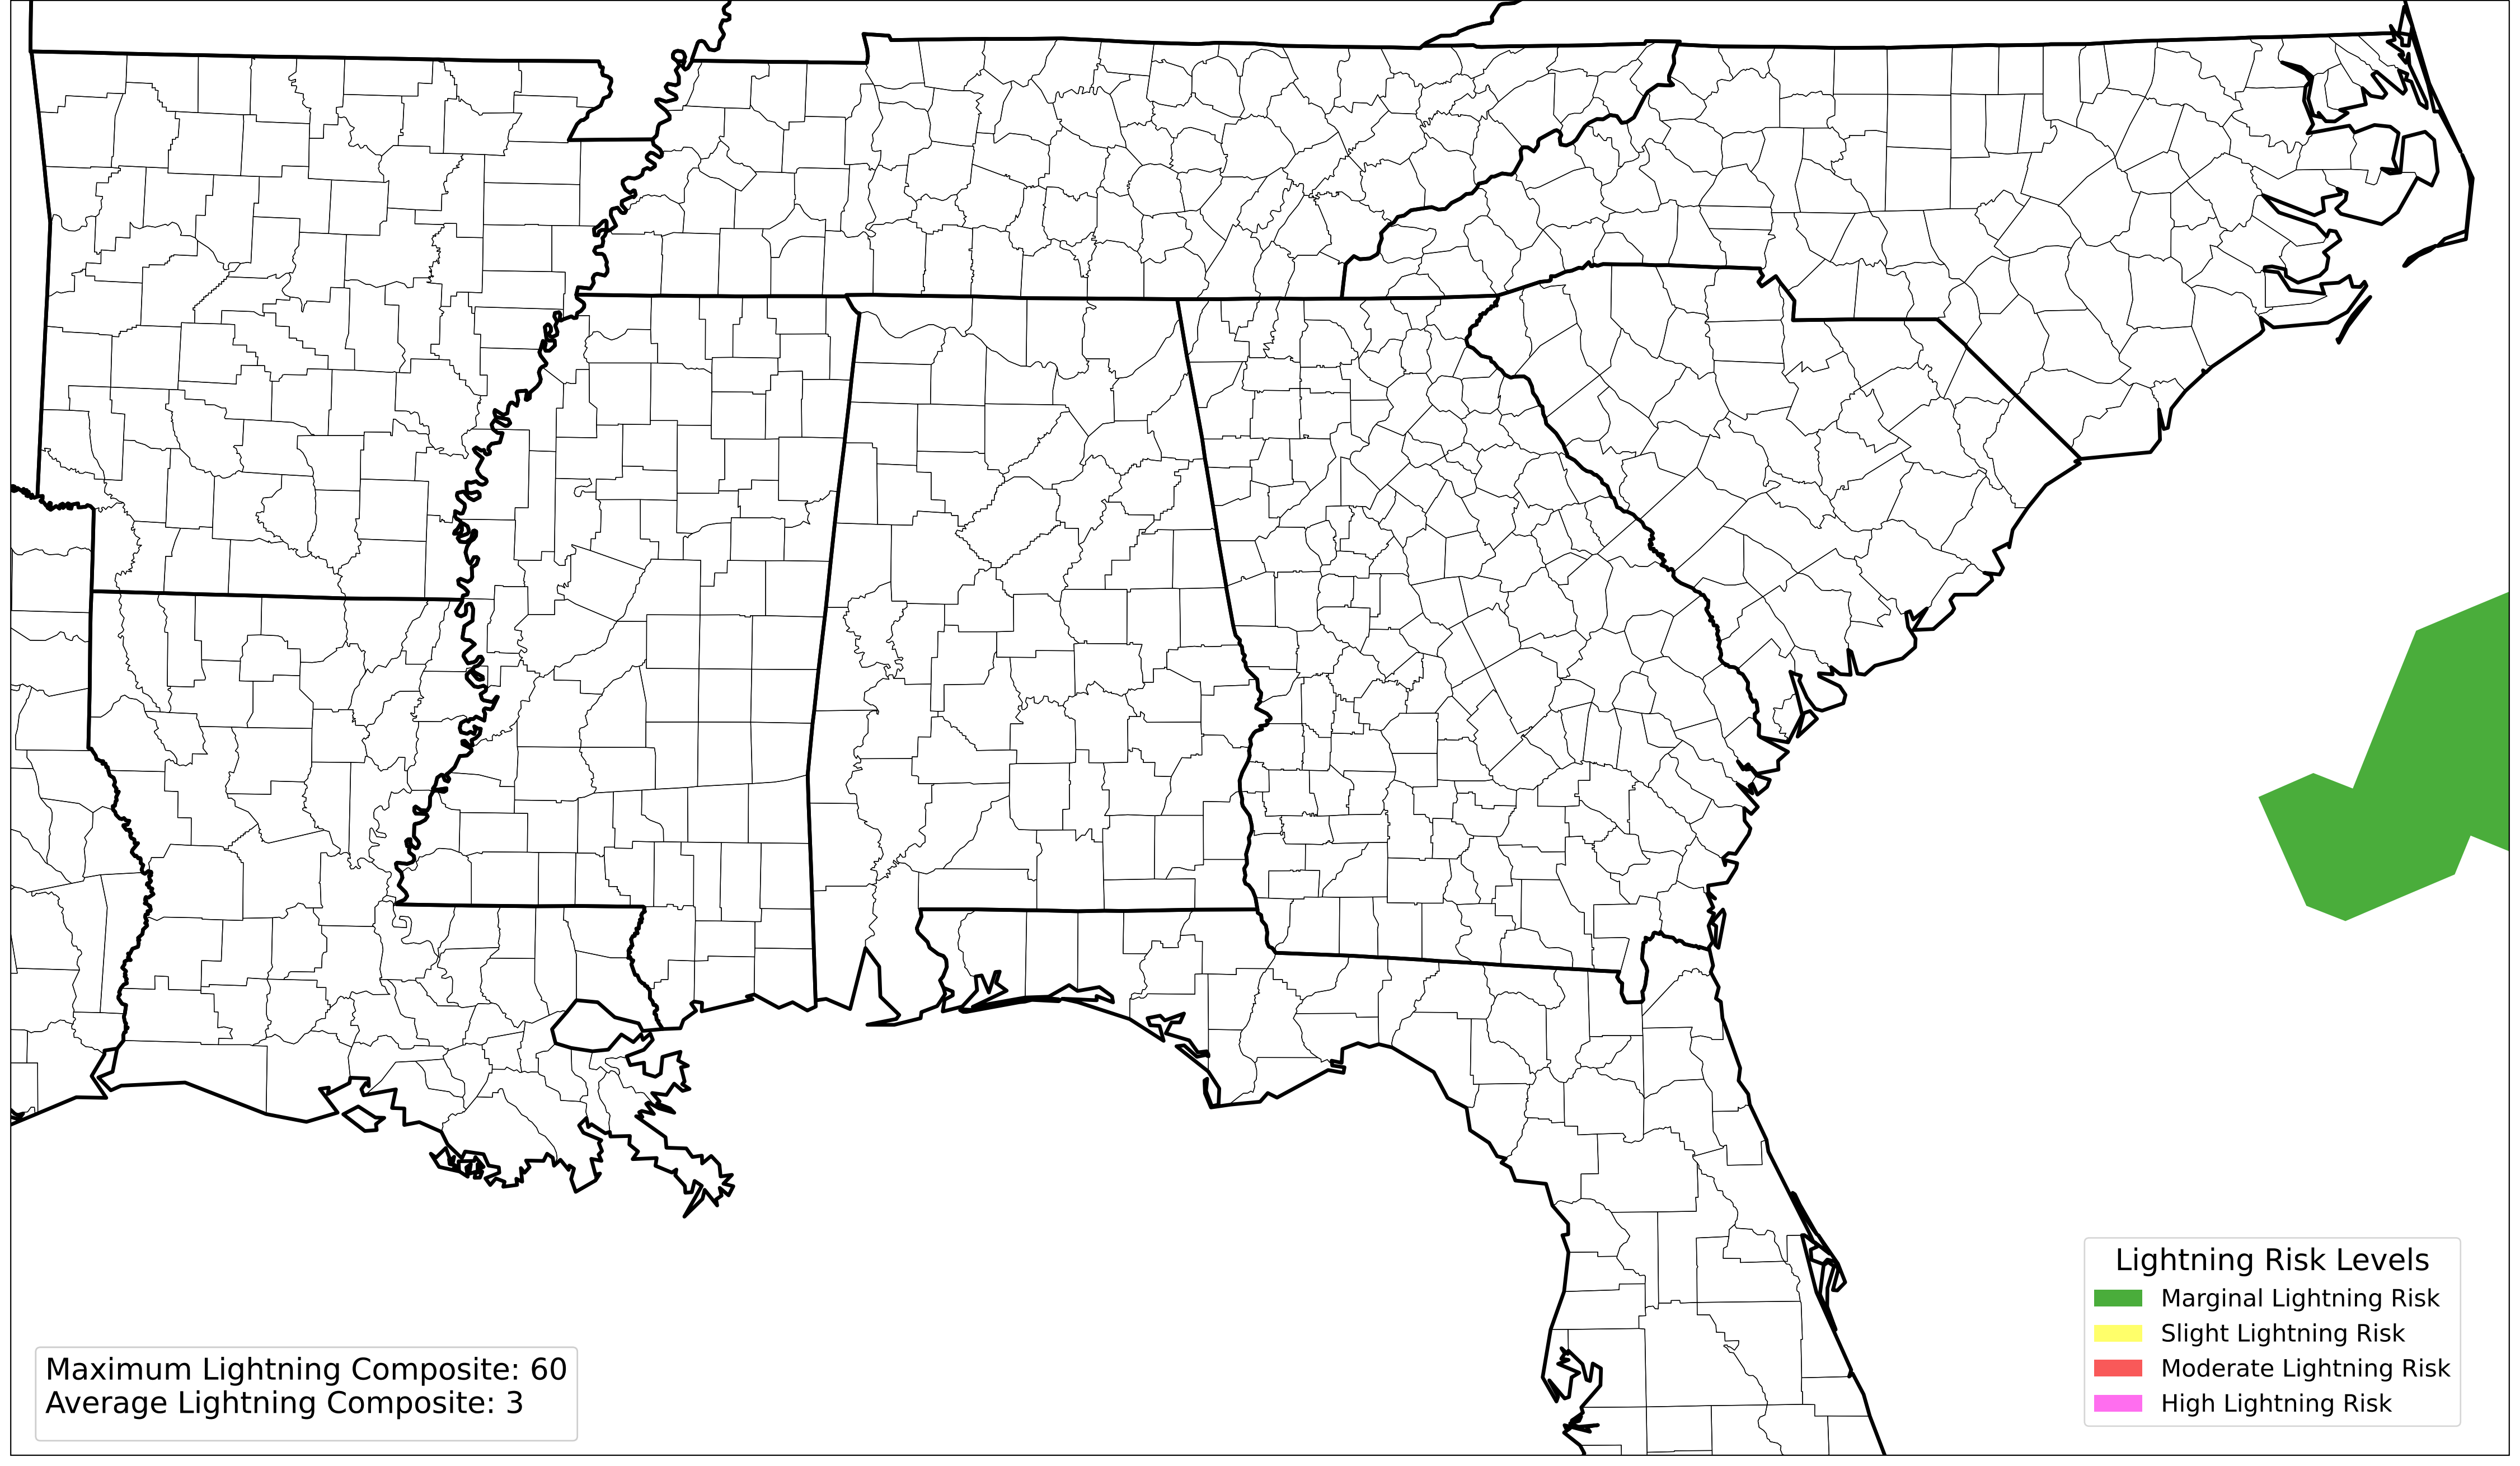 Lightning Risk Levels
Marginal Lightning Risk
Slight Lightning Risk
Moderate Lightning Risk
High Lightning Risk
Maximum Lightning Composite: 60
Average Lightning Composite: 3